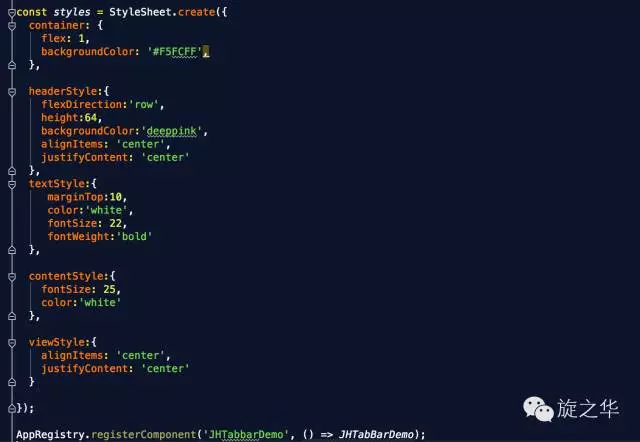 const styles = StyleSheet.create({
  container: {
    flex: 1,
    backgroundColor: '#F5FCFF',
  },

  headerStyle:{
    flexDirection:'row',
    height:64,
    backgroundColor:'deeppink',
    alignItems: 'center',
    justifyContent: 'center'
  },
  textStyle:{
     marginTop:10,
     color:'white',
     fontSize: 22,
     fontWeight:'bold'
  },

  contentStyle:{
    fontSize: 25,
    color:'white'
  },

  viewStyle:{
    alignItems: 'center',
    justifyContent: 'center'
  }

});
旋之华
AppRegistry.registerComponent('JHTabbarDemo', () => JHTabBarDemo);